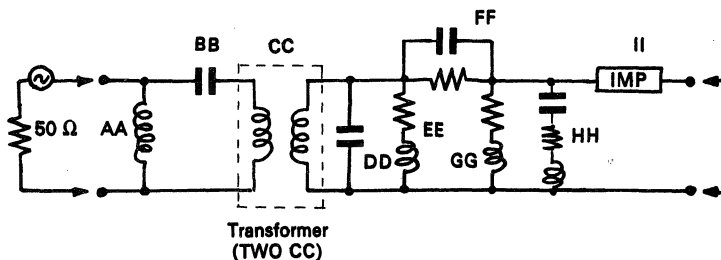 FF
BB
CC
II
IMP
50 Ω
AA
EE
HH
DD
GG
Transformer
(TWO CC)